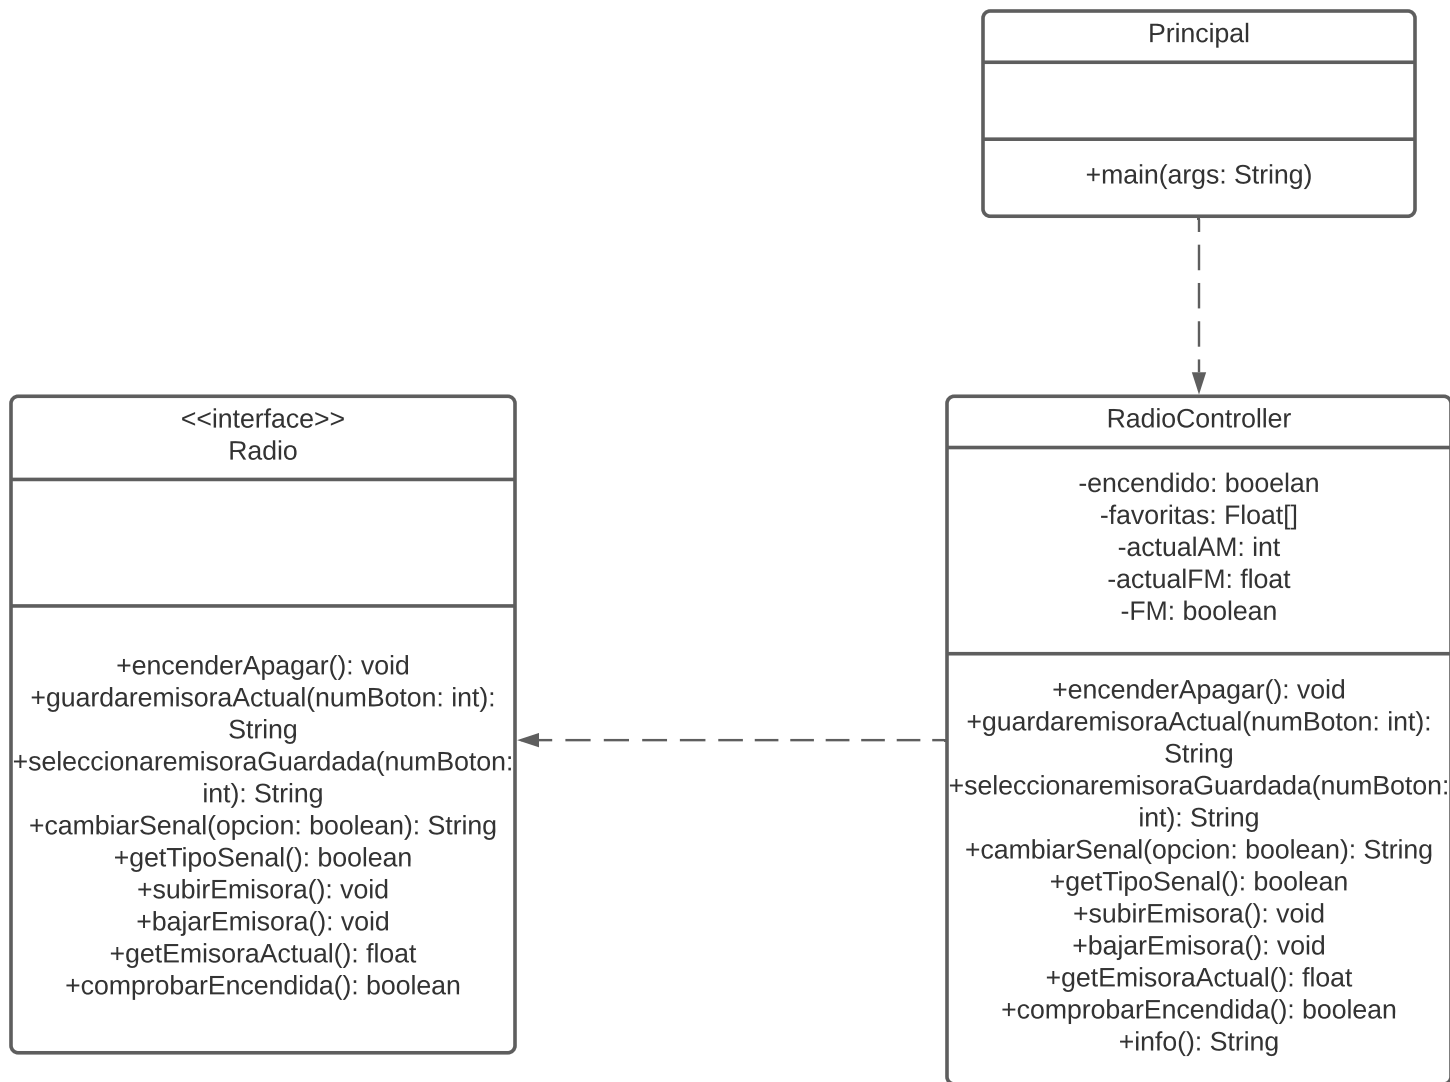 Principal
+main(args: String)
<<interface>>
Radio
+encenderApagar(): void
+guardaremisoraActual(numBoton: int):
String
+seleccionaremisoraGuardada(numBoton:
int): String
+cambiarSenal(opcion: boolean): String
+getTipoSenal(): boolean
+subirEmisora(): void
+bajarEmisora(): void
+getEmisoraActual(): float
+comprobarEncendida(): boolean
RadioController
-encendido: booelan
-favoritas: Float[]
-actualAM: int
-actualFM: float
-FM: boolean
+encenderApagar(): void
+guardaremisoraActual(numBoton: int):
String
+seleccionaremisoraGuardada(numBoton:
int): String
+cambiarSenal(opcion: boolean): String
+getTipoSenal(): boolean
+subirEmisora(): void
+bajarEmisora(): void
+getEmisoraActual(): float
+comprobarEncendida(): boolean
+info(): String